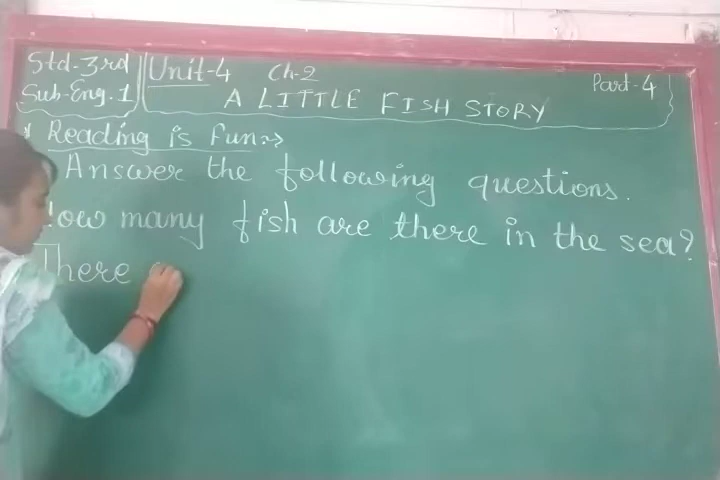 Std-3rd Unit-4 Ch-2 Part-4
Sub-Eng.1 A LITTLE FISH STORY
* Reading is Fun:->
Answer the following questions.
How many fish are there in the sea?
There